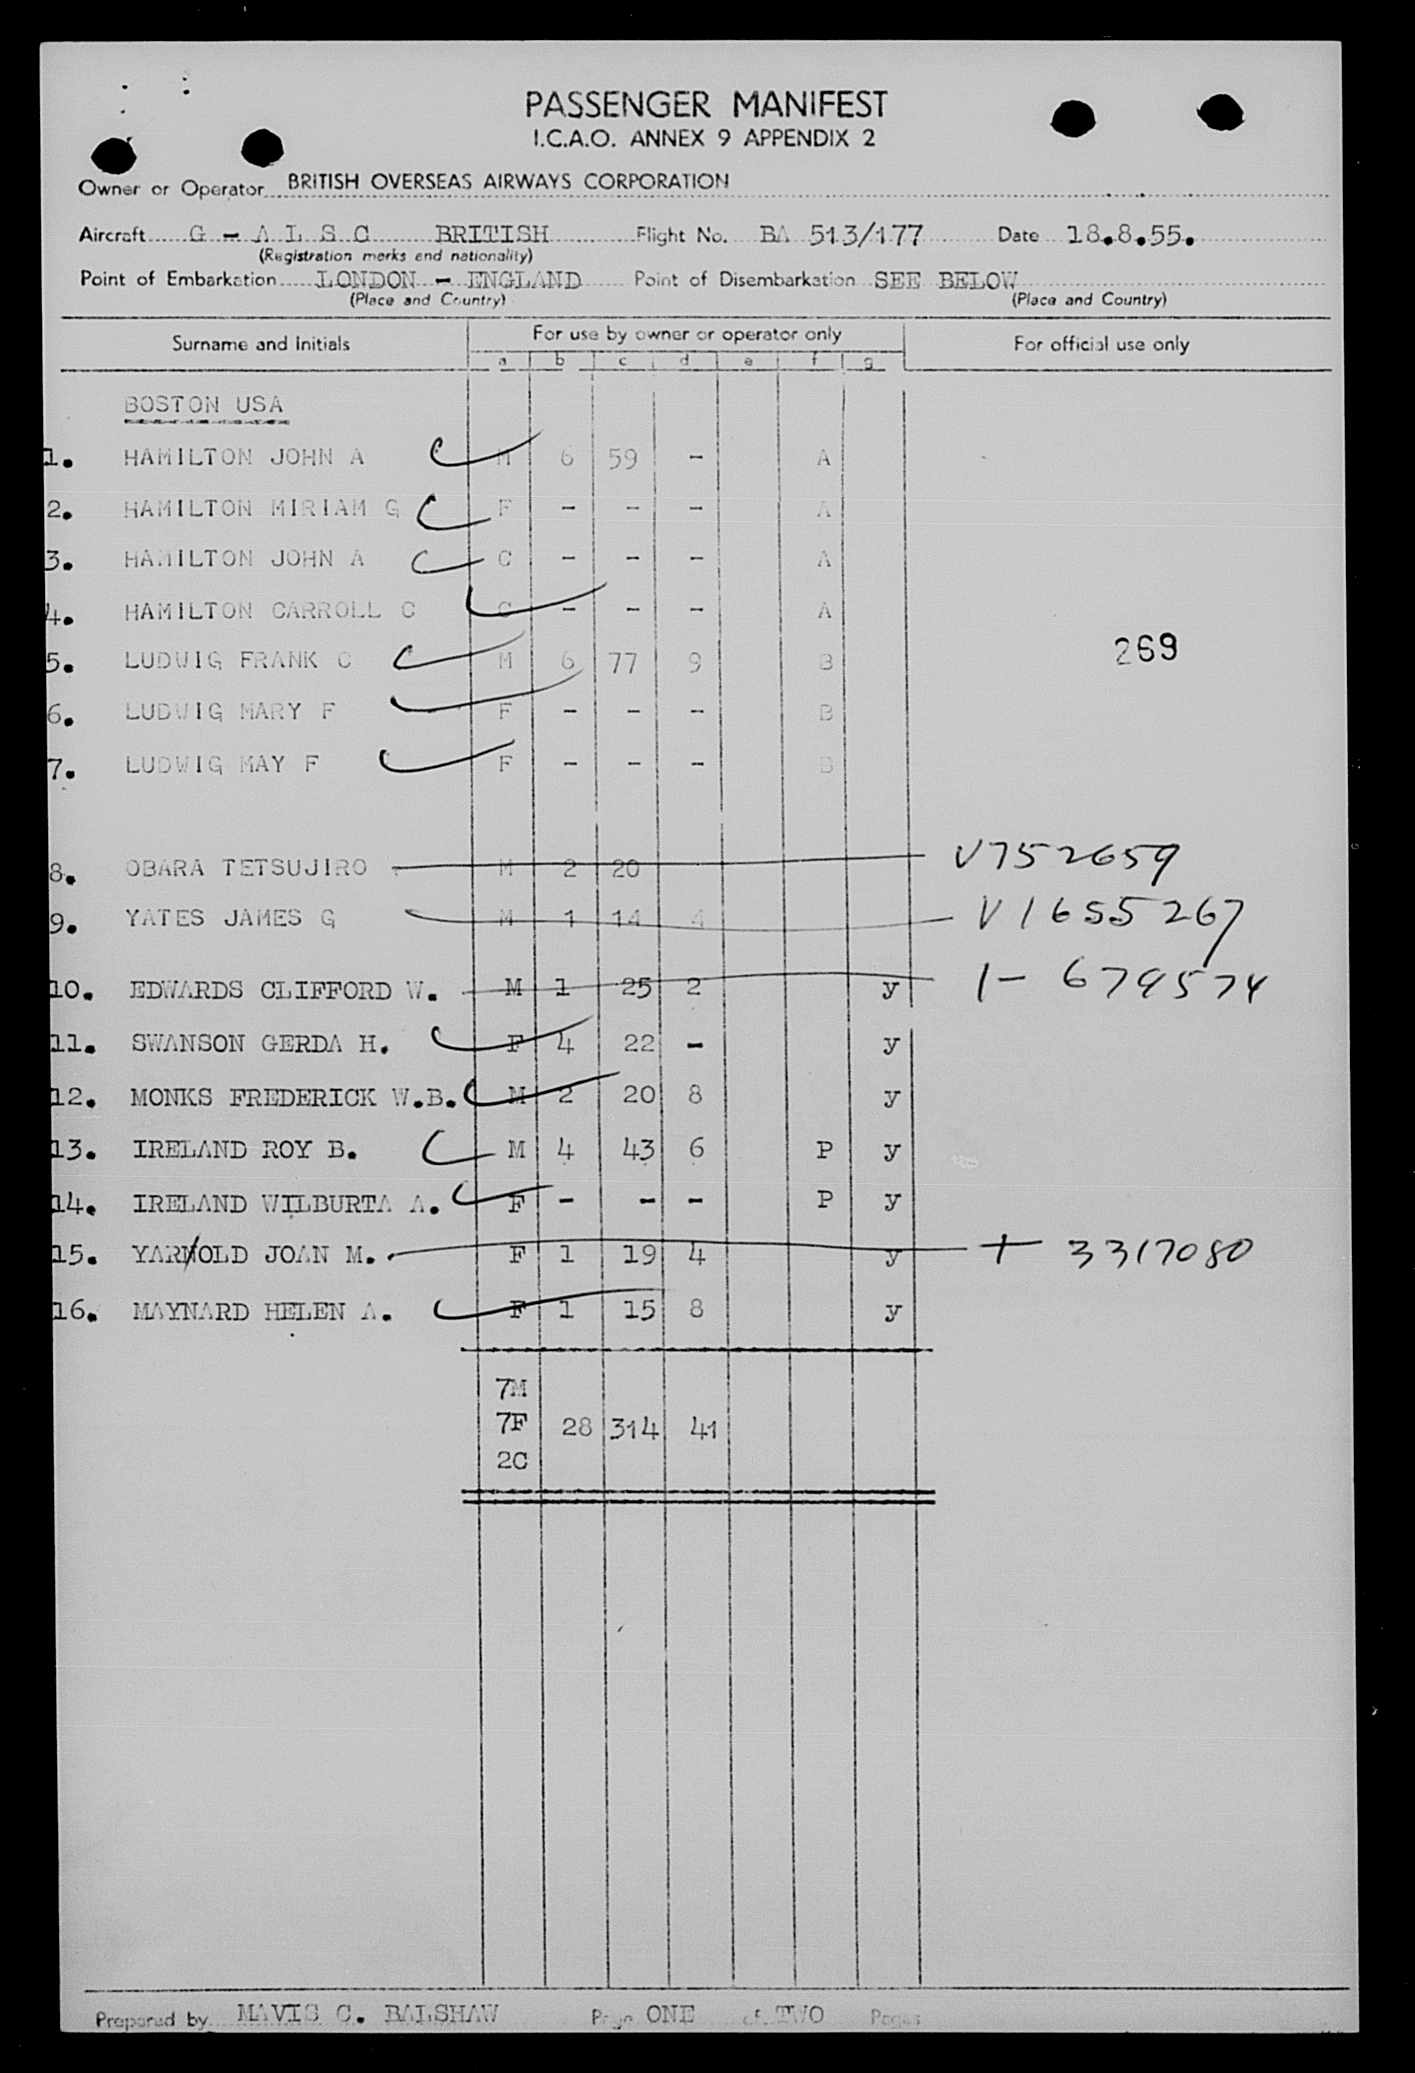 PASSENGER MANIFEST
I.C.A.O. ANNEX 9 APPENDIX 2
Owner or Operator BRITISH OVERSEAS AIRWAYS CORPORATION
Aircraft G - A L S C BRITISH Flight No. BA 513/177 Date 18.8.55.
(Registration marks and nationality)
Point of Embarkation LONDON - ENGLAND Point of Disembarkation SEE BELOW
(Place and Country) (Place and Country)
Surname and Initials For use by owner or operator only For official use only
a b c d e f g
BOSTON USA
1. HAMILTON JOHN A M 6 59 - A
2. HAMILTON MIRIAM G F - - - A
3. HAMILTON JOHN A C - - - A
4. HAMILTON CARROLL C C - - - A
269
5. LUDWIG FRANK C M 6 77 9 B
6. LUDWIG MARY F F - - - B
7. LUDWIG MAY F F - - - B
8. OBARA TETSUJIRO M 2 20 V752659
9. YATES JAMES G M 1 14 4 V1655267
10. EDWARDS CLIFFORD W. M 1 25 2 y 1- 679574
11. SWANSON GERDA H. F 4 22 - y
12. MONKS FREDERICK W.B. M 2 20 8 y
13. IRELAND ROY B. M 4 43 6 P y
14. IRELAND WILBURTA A. F - - - P y
15. YARNOLD JOAN M. F 1 19 4 y + 3317080
16. MAYNARD HELEN A. F 1 15 8 y
7M
7F 28 314 41
2C
Prepared by MAVIS C. BALSHAW Page ONE of TWO Pages